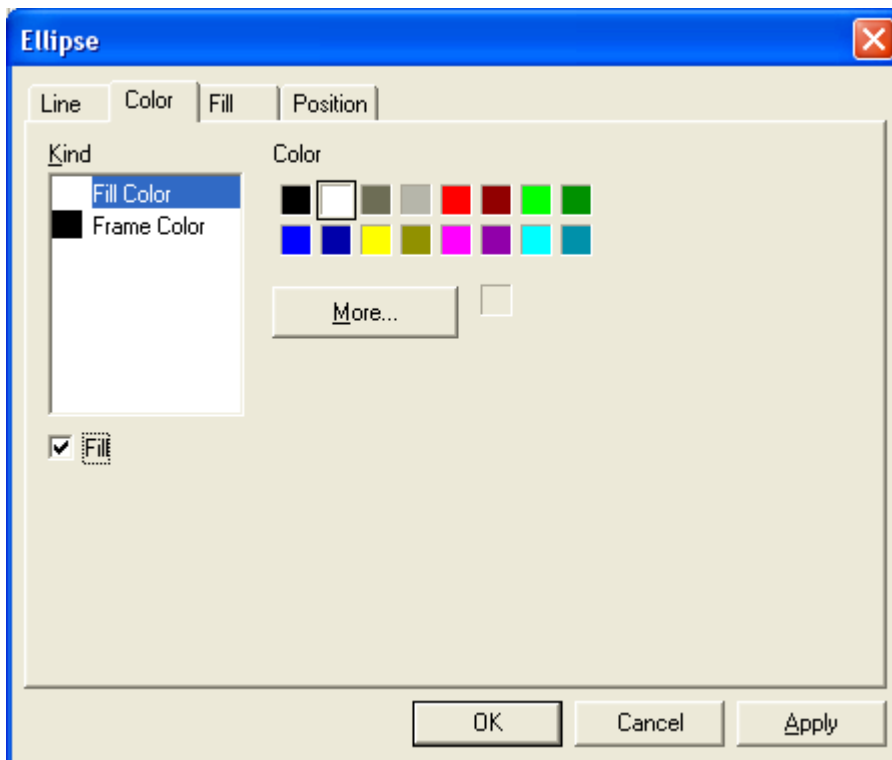 Ellipse
Line Color Fill Position
Kind Color
Fill Color
Frame Color
More...
Fill
OK Cancel Apply